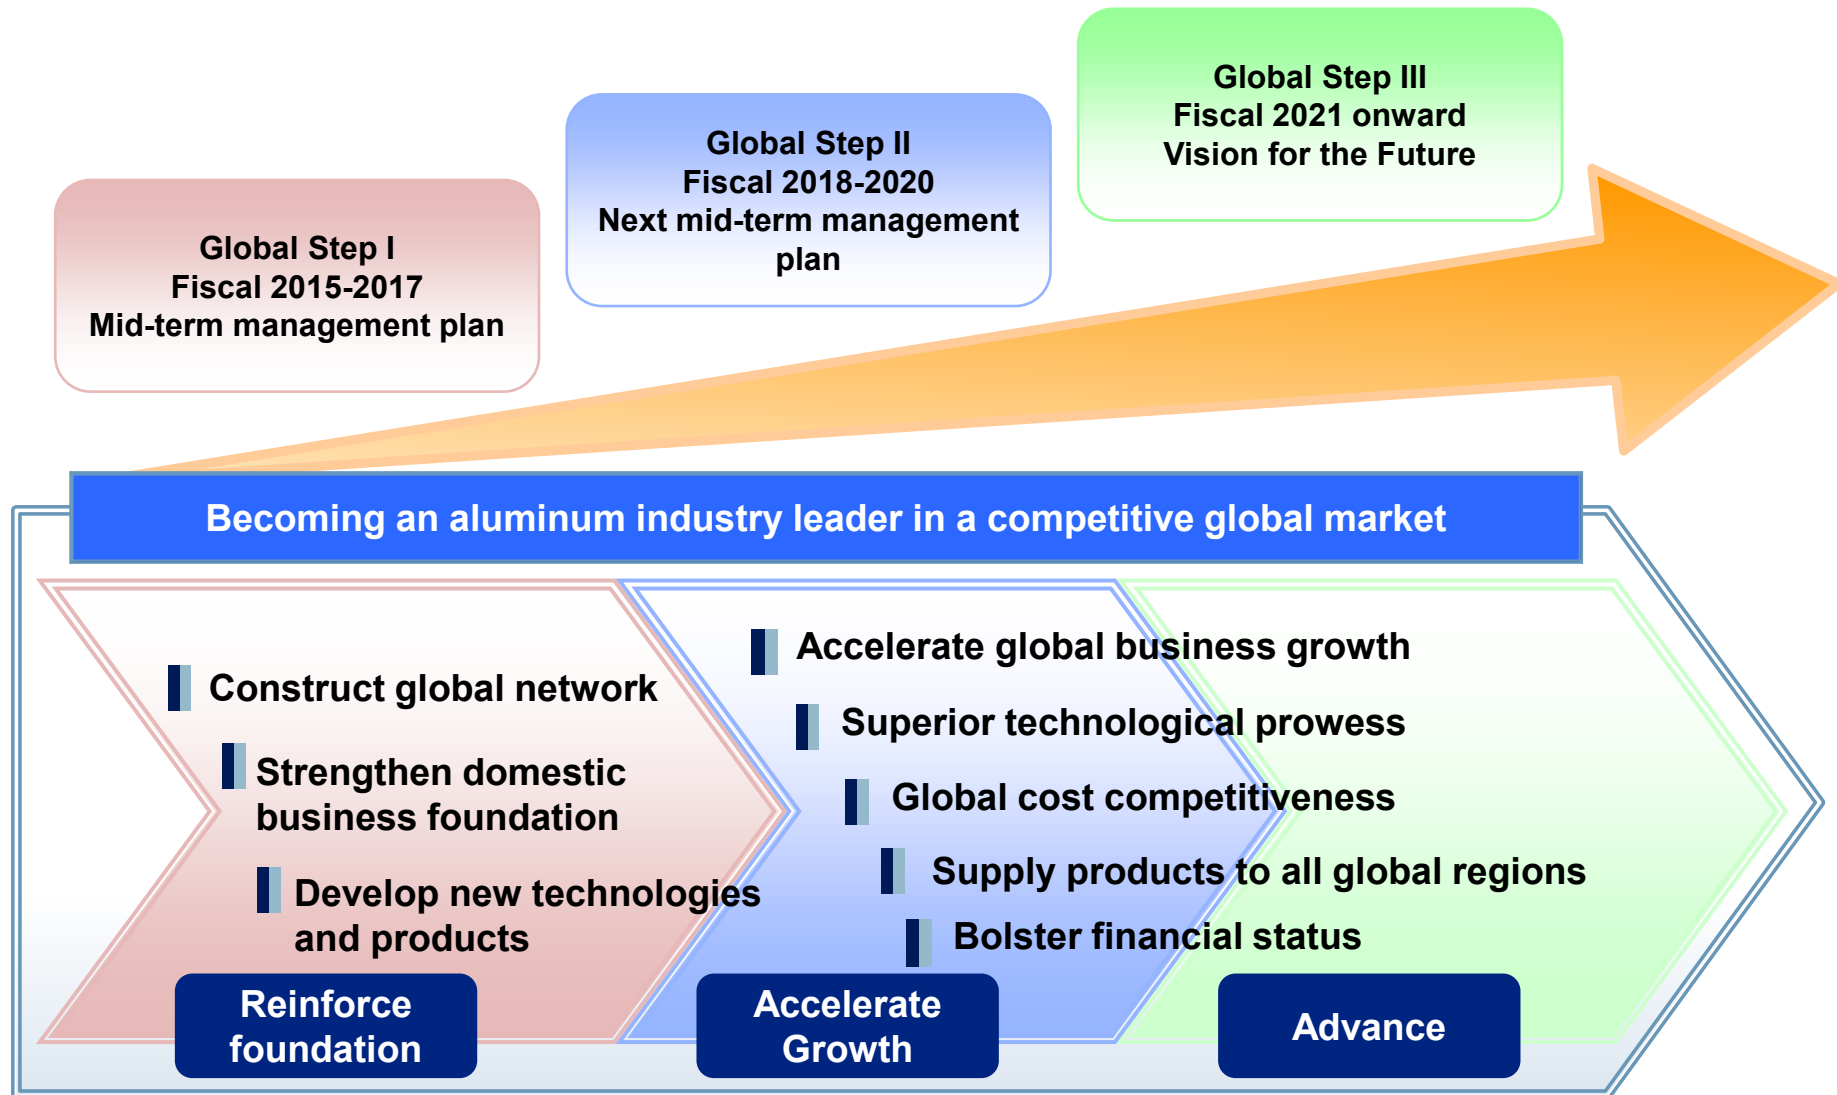 Global Step III
Fiscal 2021 onward
Vision for the Future
Global Step II
Fiscal 2018-2020
Next mid-term management
plan
Global Step I
Fiscal 2015-2017
Mid-term management plan
Becoming an aluminum industry leader in a competitive global market
Construct global network
Strengthen domestic
business foundation
Develop new technologies
and products
Accelerate global business growth
Superior technological prowess
Global cost competitiveness
Supply products to all global regions
Bolster financial status
Reinforce
foundation
Accelerate
Growth
Advance